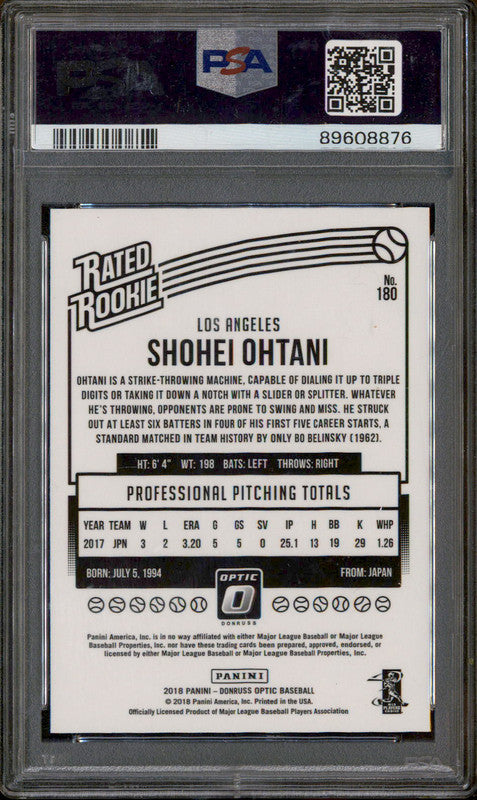 PSA
89608876
RATED
ROOKIE
No.
180
LOS ANGELES
SHOHEI OHTANI
OHTANI IS A STRIKE-THROWING MACHINE, CAPABLE OF DIALING IT UP TO TRIPLE
DIGITS OR TAKING IT DOWN A NOTCH WITH A SLIDER OR SPLITTER. WHATEVER
HE'S THROWING, OPPONENTS ARE PRONE TO SWING AND MISS. HE STRUCK
OUT AT LEAST SIX BATTERS IN FOUR OF HIS FIRST FIVE CAREER STARTS, A
STANDARD MATCHED IN TEAM HISTORY BY ONLY BO BELINSKY (1962).
HT: 6' 4" WT: 198 BATS: LEFT THROWS: RIGHT
PROFESSIONAL PITCHING TOTALS
YEAR TEAM W L ERA G GS SV IP H BB K WHP
2017 JPN 3 2 3.20 5 5 0 25.1 13 19 29 1.26
BORN: JULY 5, 1994
FROM: JAPAN
OPTIC
DONRUSS
Panini America, Inc. is in no way affiliated with either Major League Baseball or Major League
Baseball Properties, Inc. nor have these trading cards been prepared, approved, endorsed, or
licensed by either Major League Baseball or Major League Baseball Properties, Inc.
PANINI
2018 PANINI – DONRUSS OPTIC BASEBALL
© 2018 Panini America, Inc. Printed in the USA.
Officially Licensed Product of Major League Baseball Players Association